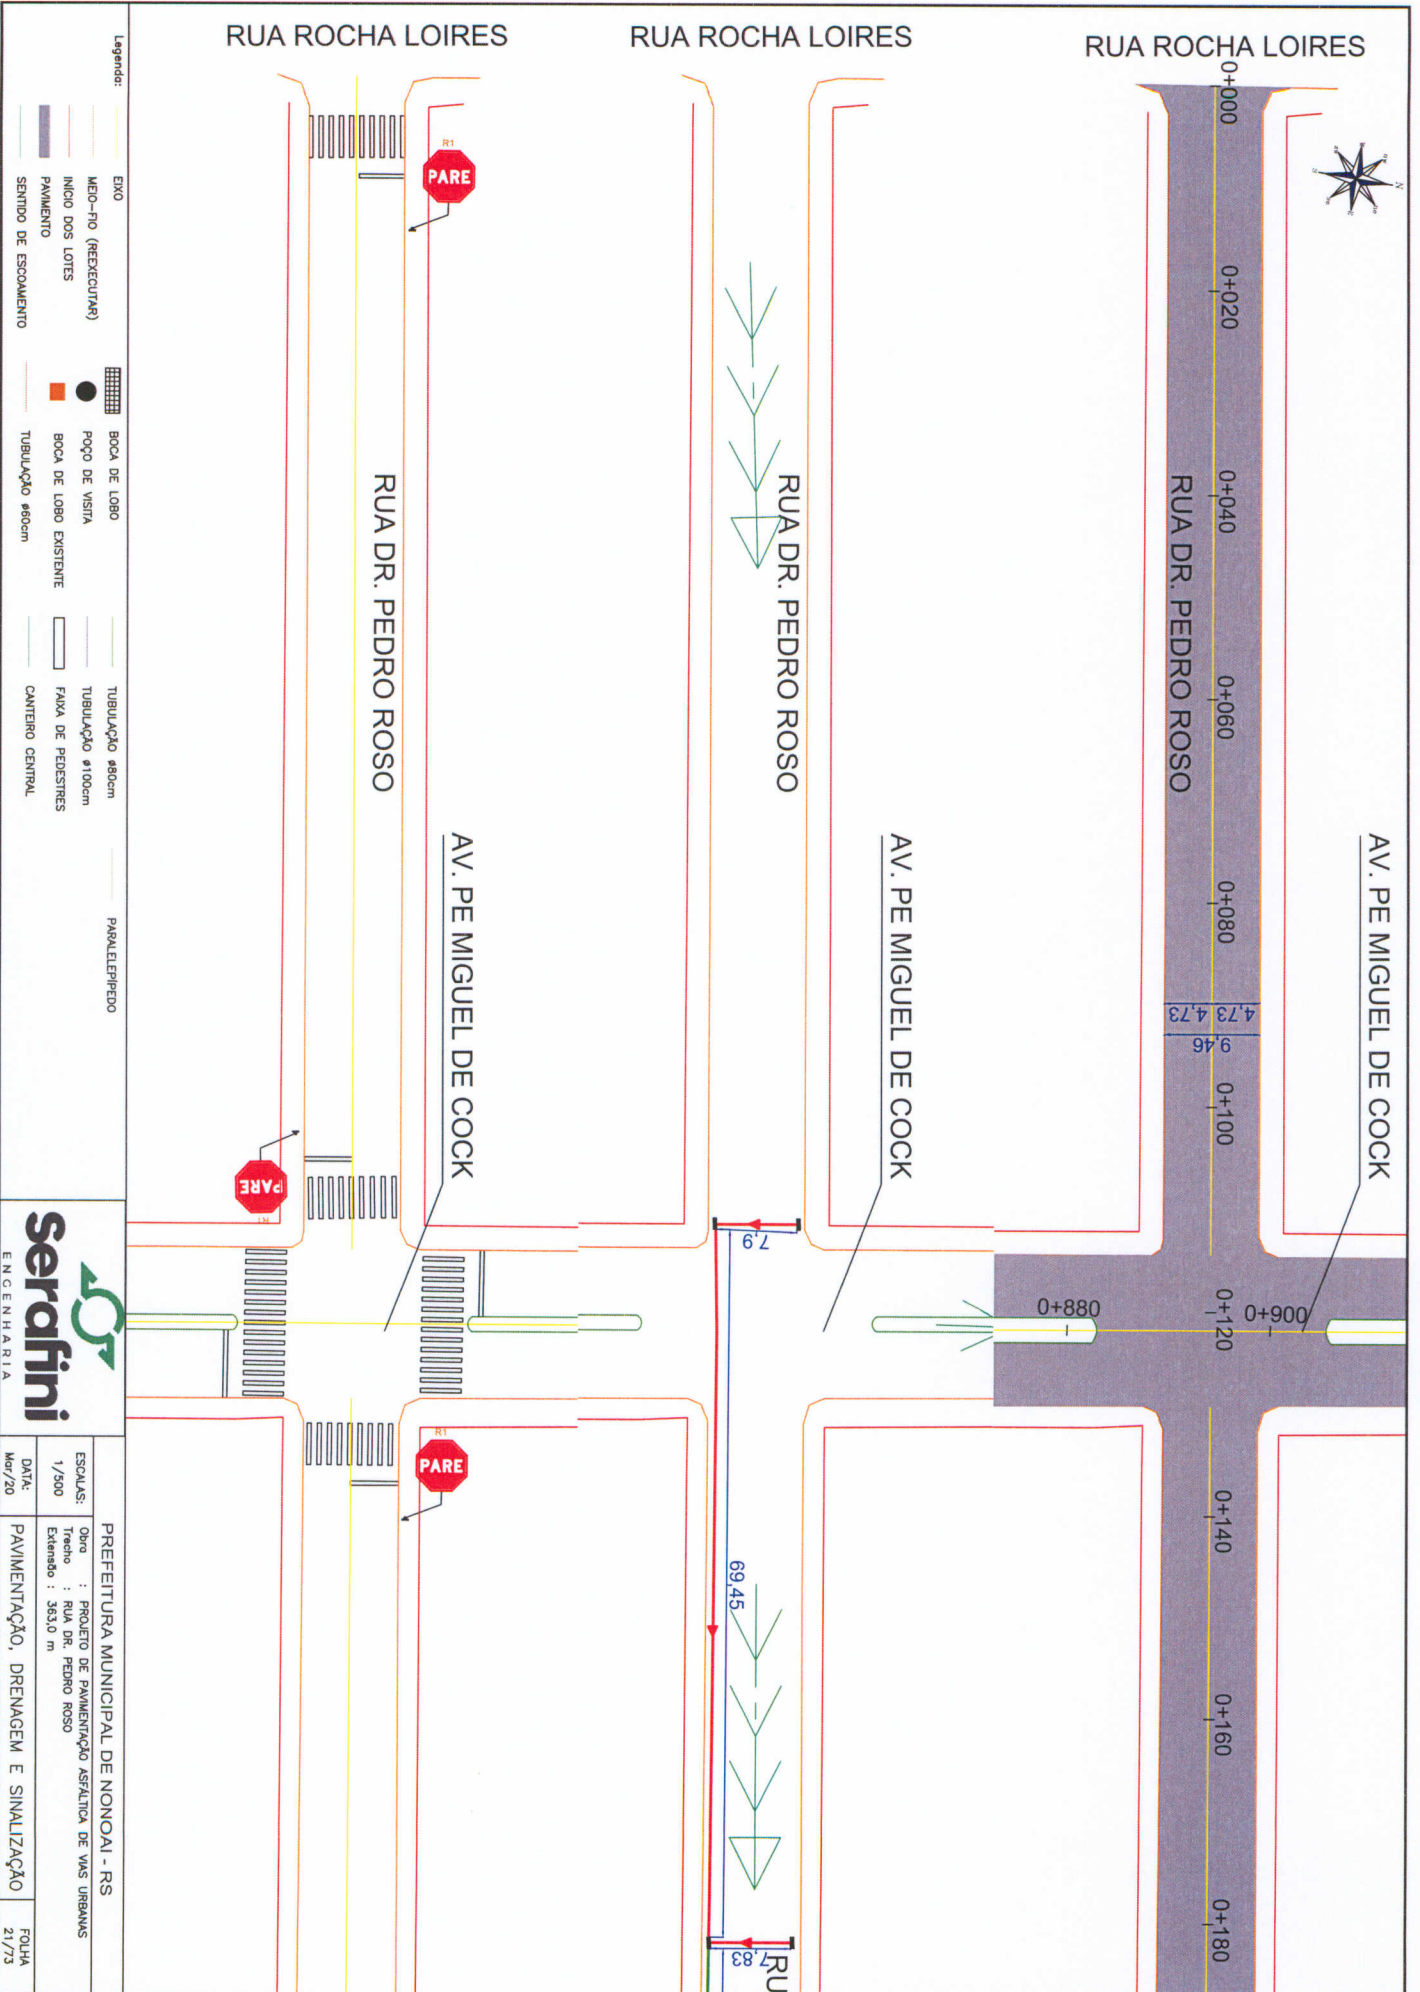 RUA ROCHA LOIRES
RUA ROCHA LOIRES
RUA ROCHA LOIRES
N
S
0+000
0+020
0+040
0+060
0+080
0+100
0+120
0+140
0+160
0+180
RUA DR. PEDRO ROSO
4,73
4,73
9,46
AV. PE MIGUEL DE COCK
0+880
0+900
RUA DR. PEDRO ROSO
AV. PE MIGUEL DE COCK
7,9
69,45
7,83
RU
R1
PARE
RUA DR. PEDRO ROSO
AV. PE MIGUEL DE COCK
PARE
R1
R1
PARE
Legenda:
EIXO
MEIO-FIO (REEXECUTAR)
INÍCIO DOS LOTES
PAVIMENTO
SENTIDO DE ESCOAMENTO
BOCA DE LOBO
POÇO DE VISITA
BOCA DE LOBO EXISTENTE
TUBULAÇÃO ø60cm
TUBULAÇÃO ø80cm
TUBULAÇÃO ø100cm
FAIXA DE PEDESTRES
CANTEIRO CENTRAL
PARALELEPÍPEDO
serafini
ENGENHARIA
PREFEITURA MUNICIPAL DE NONOAI - RS
ESCALAS:
1/500
Obra : PROJETO DE PAVIMENTAÇÃO ASFÁLTICA DE VIAS URBANAS
Trecho : RUA DR. PEDRO ROSO
Extensão : 363,0 m
DATA:
Mar/20
PAVIMENTAÇÃO, DRENAGEM E SINALIZAÇÃO
FOLHA
21/73